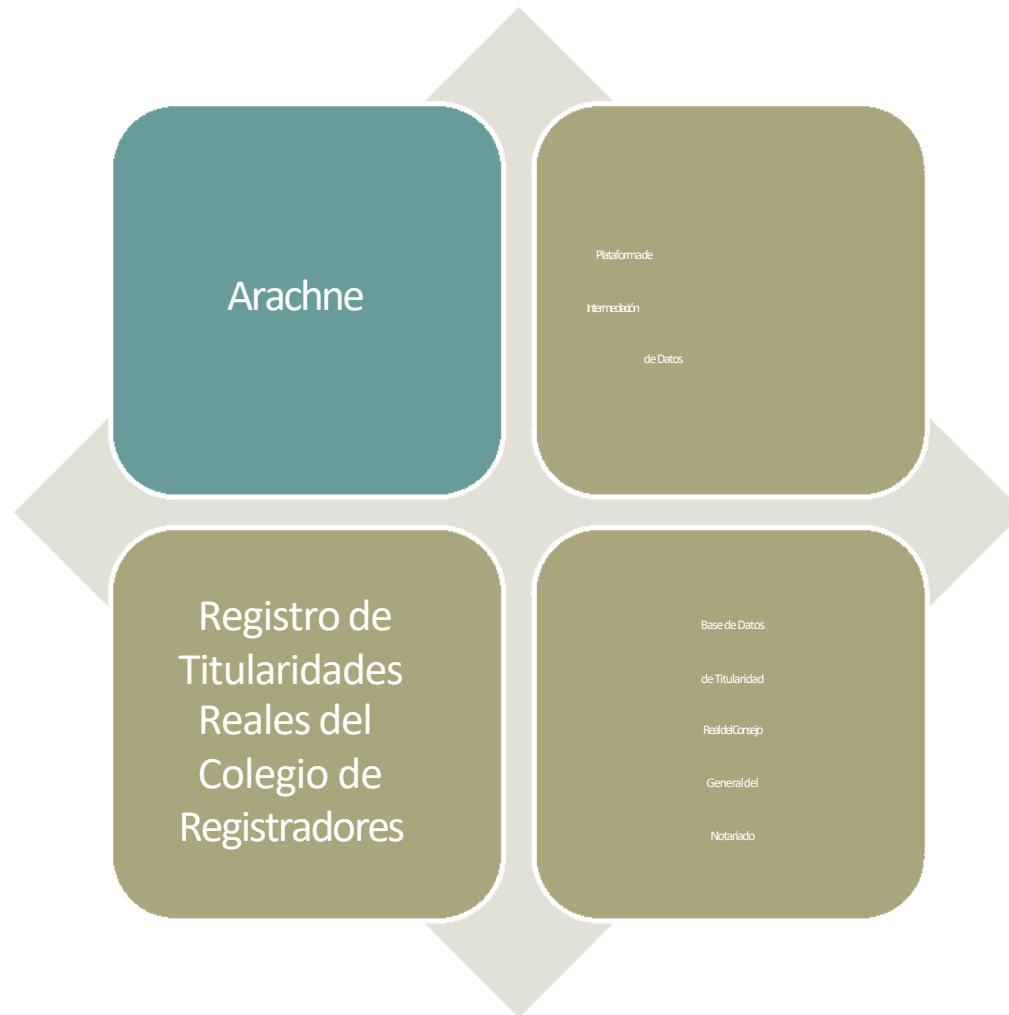 Arachne
Plataforma de
Intermediación
de Datos
Registro de
Titularidades
Reales del
Colegio de
Registradores
Base de Datos
de Titularidad
Real del Consejo
General del
Notariado